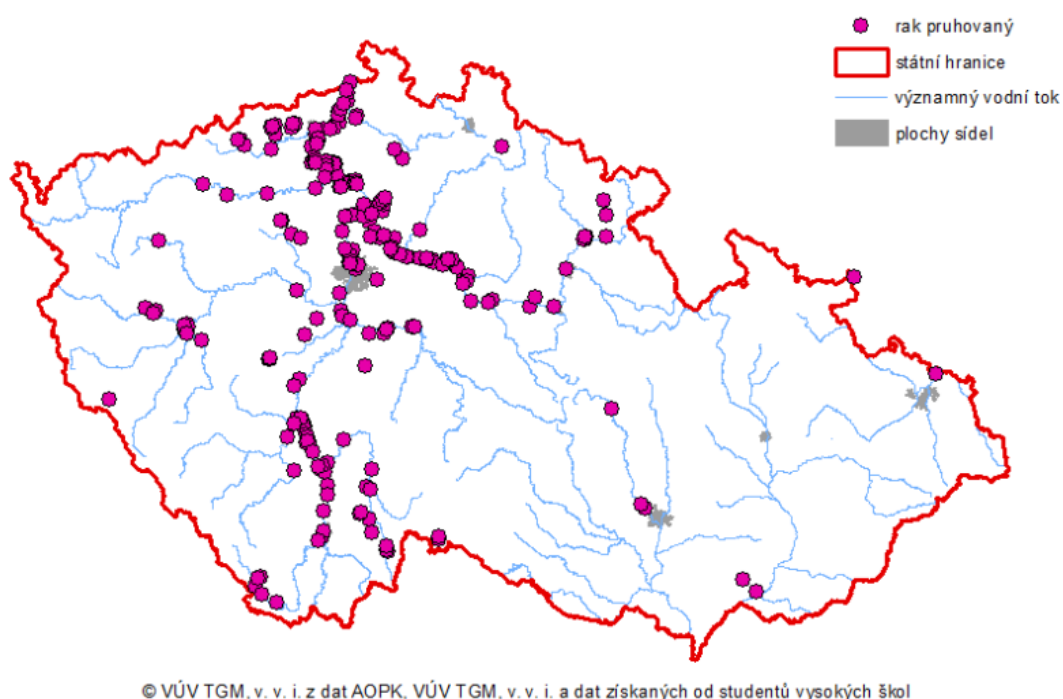 rak pruhovaný
státní hranice
významný vodní tok
plochy sídel
© VÚV TGM, v. v. i. z dat AOPK, VÚV TGM, v. v. i. a dat získaných od studentů vysokých škol